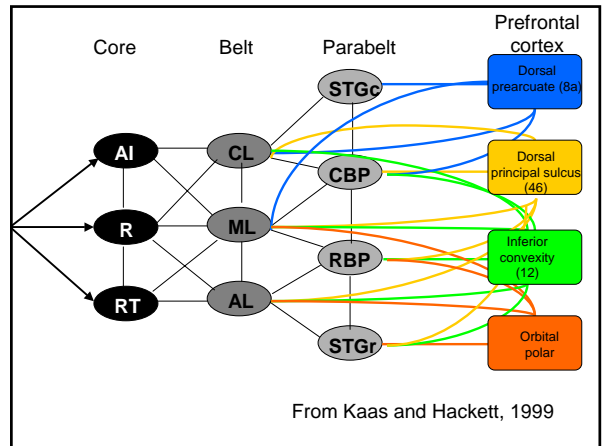 Core
Belt
Parabelt
Prefrontal
cortex
AI
R
RT
CL
ML
AL
STGc
CBP
RBP
STGr
Dorsal
prearcuate (8a)
Dorsal
principal sulcus
(46)
Inferior
convexity
(12)
Orbital
polar
From Kaas and Hackett, 1999